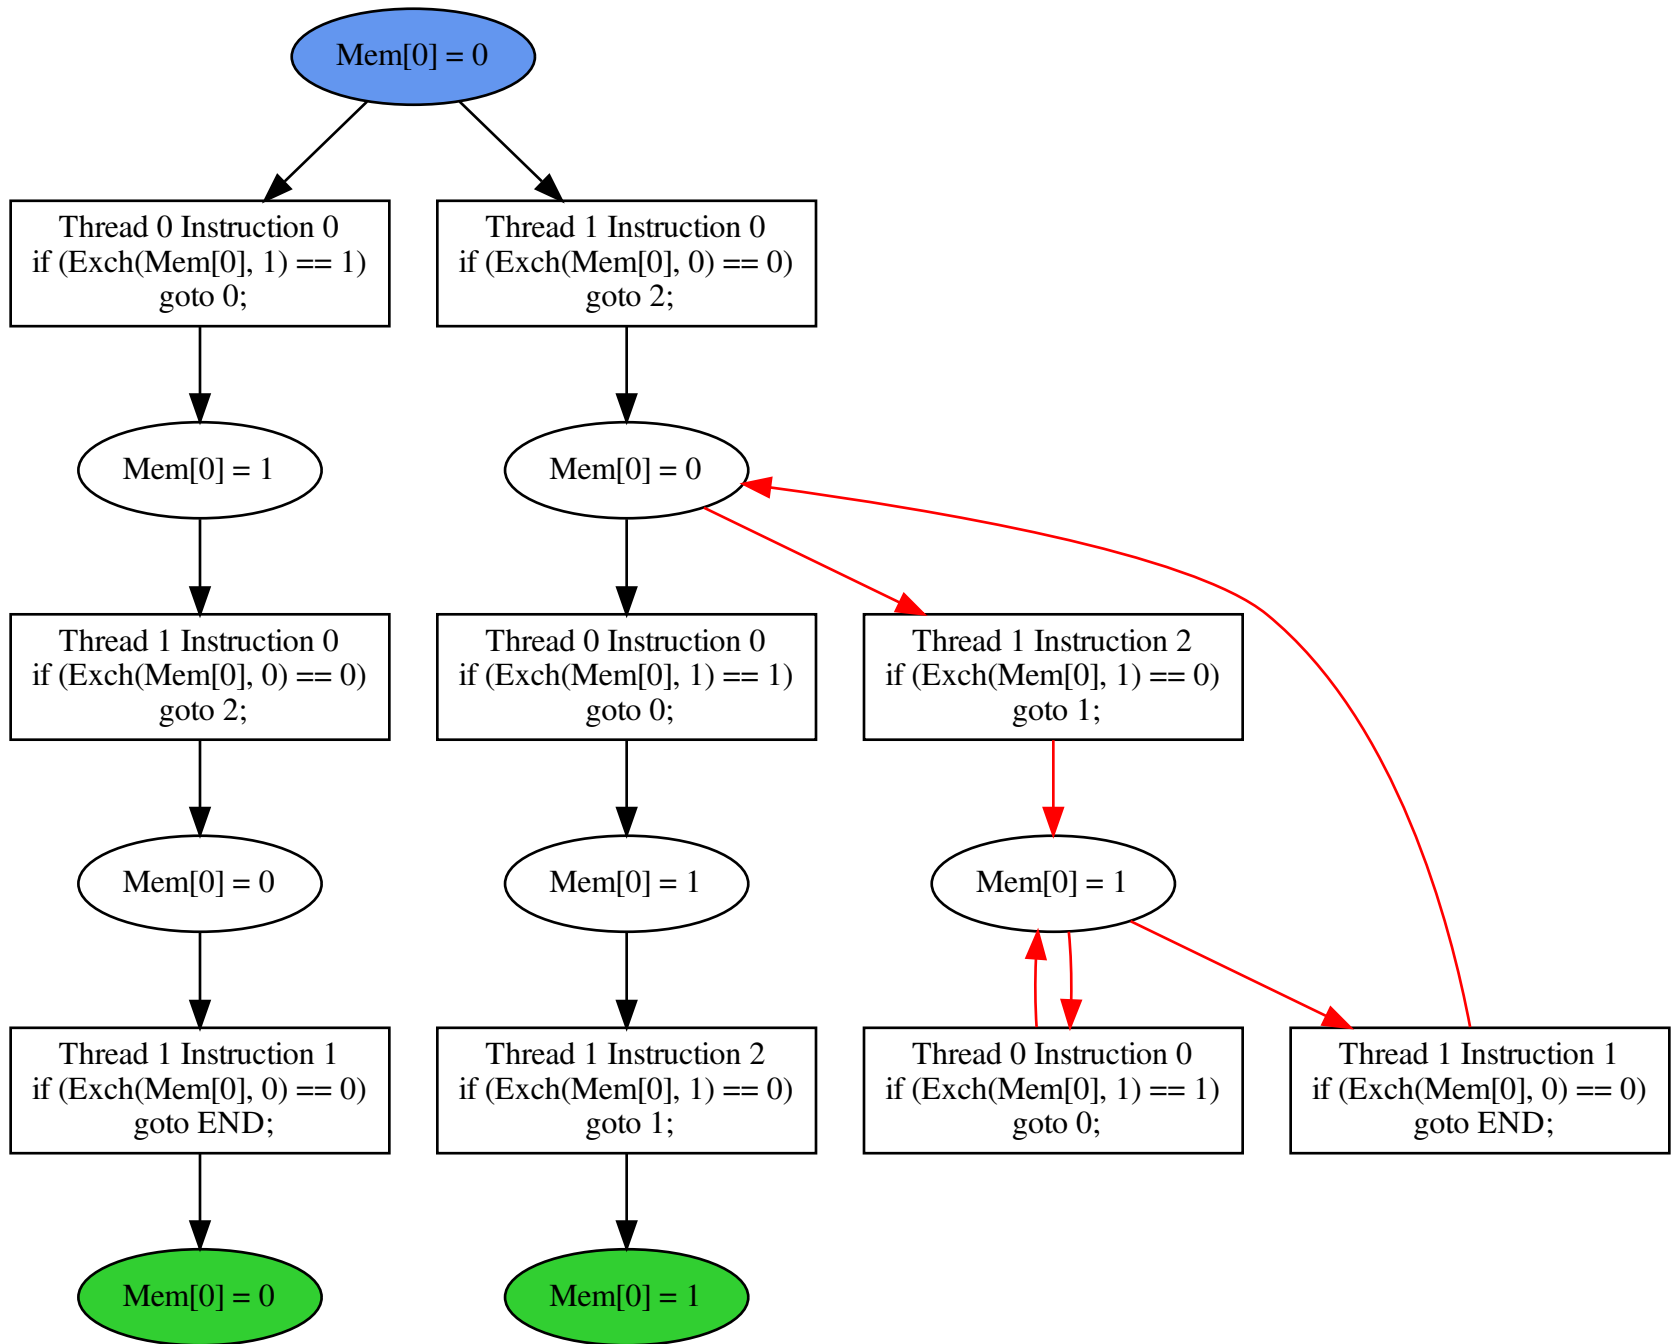 Mem[0] = 0
Thread 0 Instruction 0
if (Exch(Mem[0], 1) == 1)
goto 0;
Thread 1 Instruction 0
if (Exch(Mem[0], 0) == 0)
goto 2;
Mem[0] = 1
Mem[0] = 0
Thread 1 Instruction 0
if (Exch(Mem[0], 0) == 0)
goto 2;
Thread 0 Instruction 0
if (Exch(Mem[0], 1) == 1)
goto 0;
Thread 1 Instruction 2
if (Exch(Mem[0], 1) == 0)
goto 1;
Mem[0] = 0
Mem[0] = 1
Mem[0] = 1
Thread 1 Instruction 1
if (Exch(Mem[0], 0) == 0)
goto END;
Thread 1 Instruction 2
if (Exch(Mem[0], 1) == 0)
goto 1;
Thread 0 Instruction 0
if (Exch(Mem[0], 1) == 1)
goto 0;
Thread 1 Instruction 1
if (Exch(Mem[0], 0) == 0)
goto END;
Mem[0] = 0
Mem[0] = 1